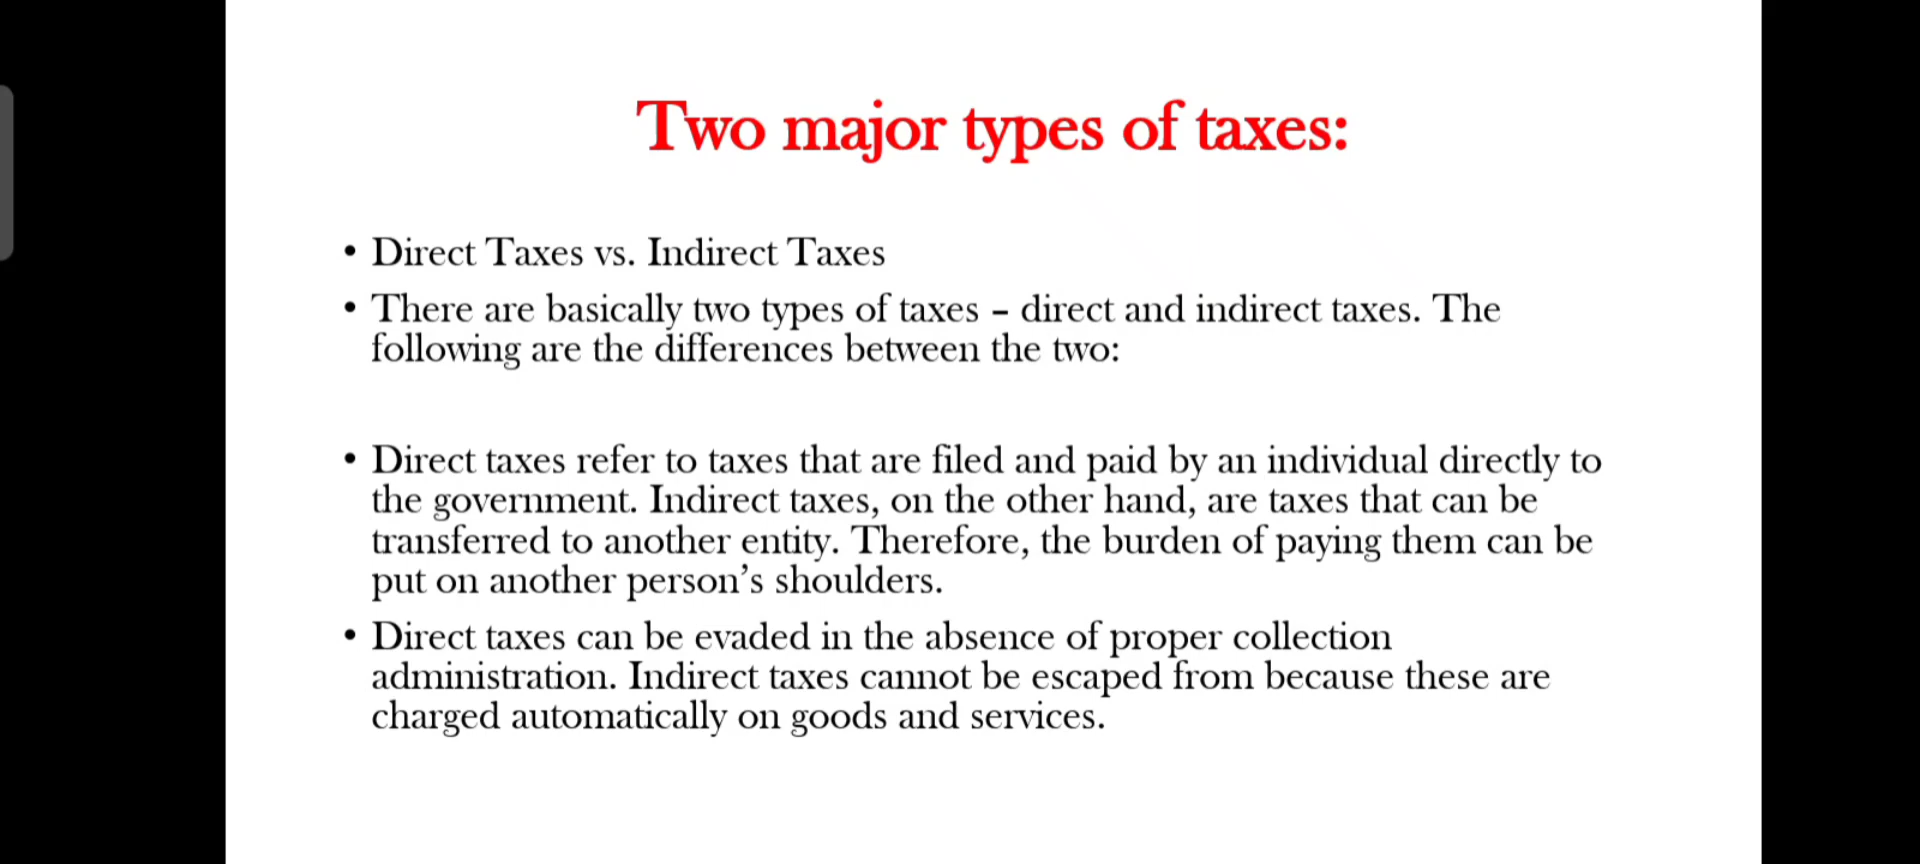 Two major types of taxes:
• Direct Taxes vs. Indirect Taxes
• There are basically two types of taxes – direct and indirect taxes. The
following are the differences between the two:
• Direct taxes refer to taxes that are filed and paid by an individual directly to
the government. Indirect taxes, on the other hand, are taxes that can be
transferred to another entity. Therefore, the burden of paying them can be
put on another person’s shoulders.
• Direct taxes can be evaded in the absence of proper collection
administration. Indirect taxes cannot be escaped from because these are
charged automatically on goods and services.